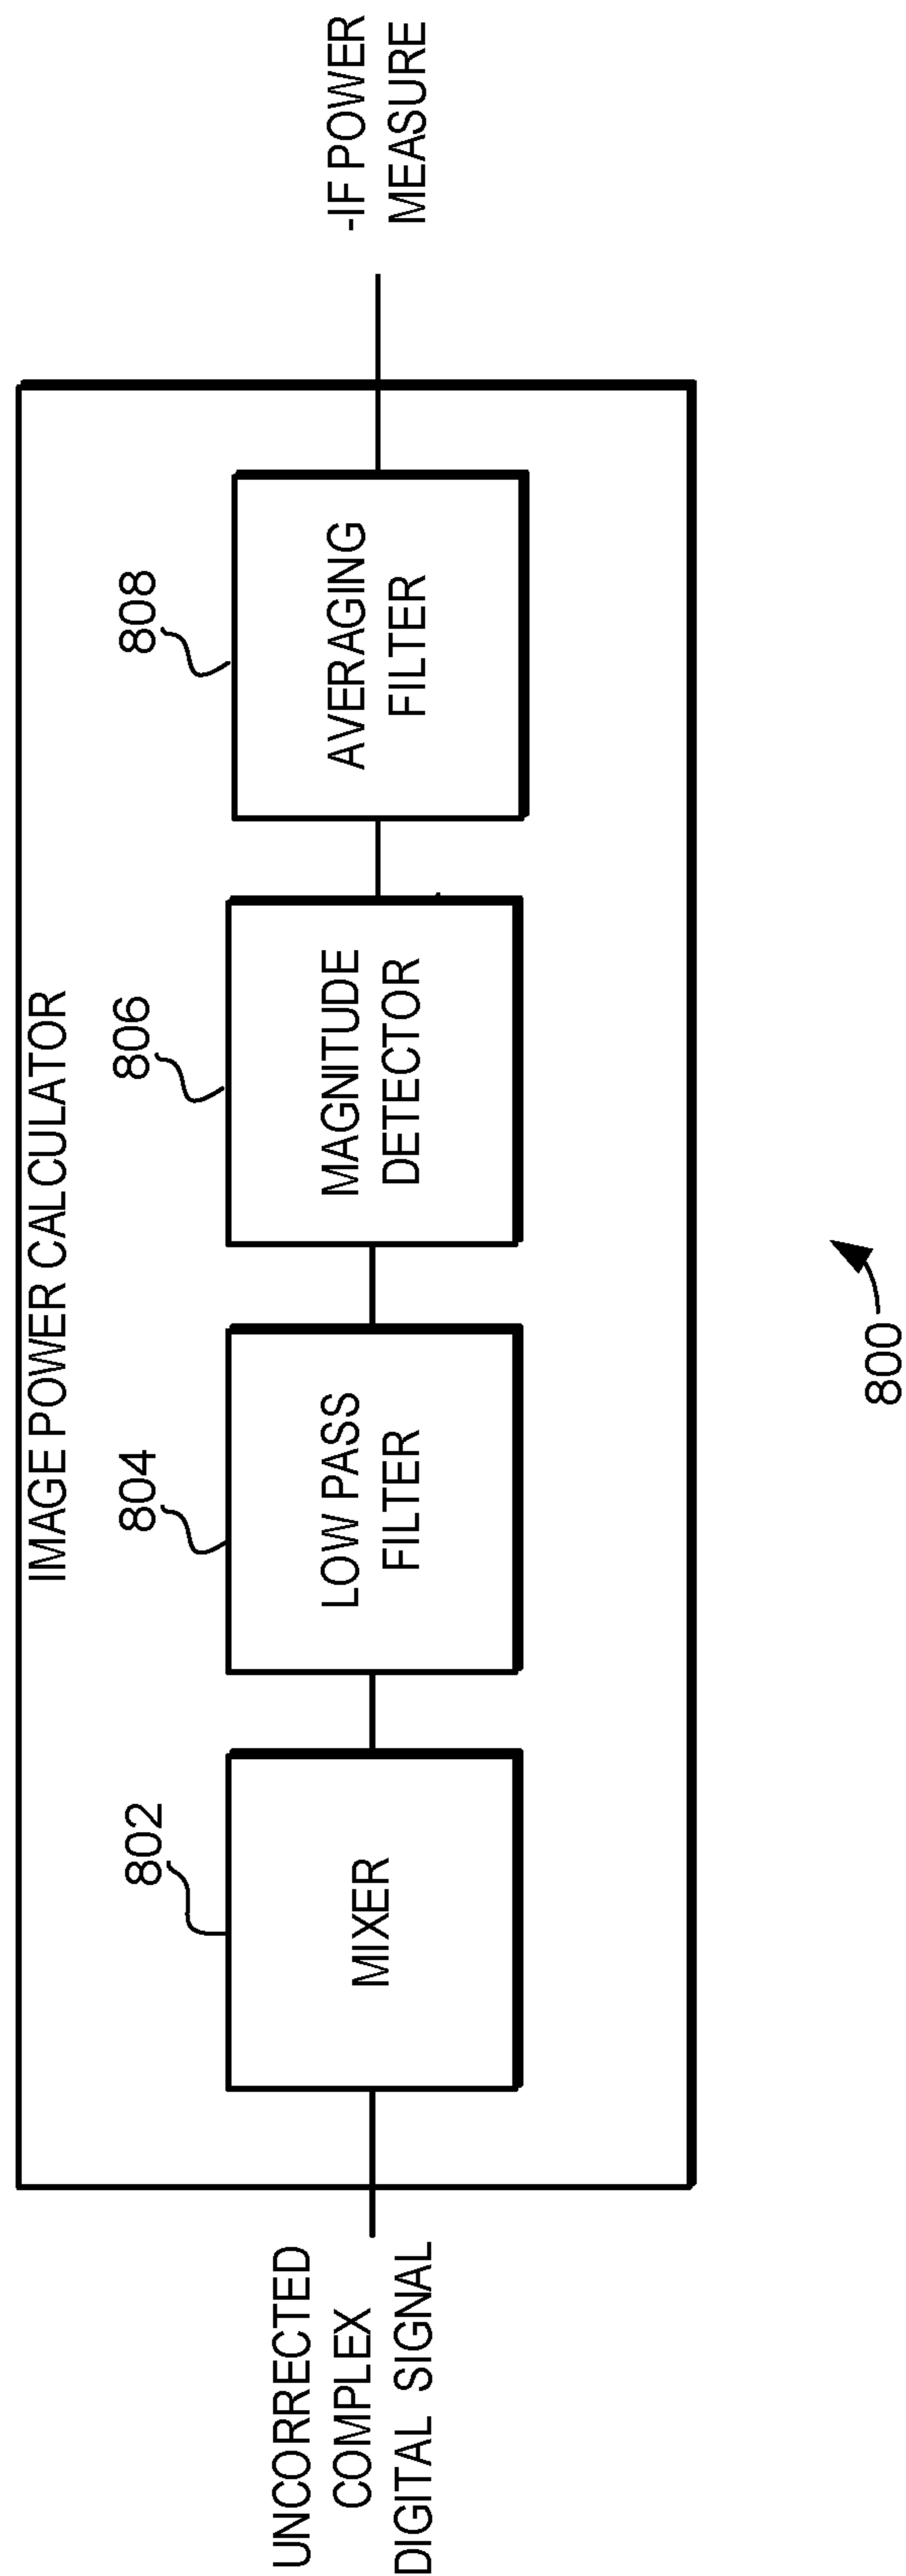 IMAGE POWER CALCULATOR
UNCORRECTED
COMPLEX
DIGITAL SIGNAL
802
MIXER
804
LOW PASS
FILTER
806
MAGNITUDE
DETECTOR
808
AVERAGING
FILTER
-IF POWER
MEASURE
800